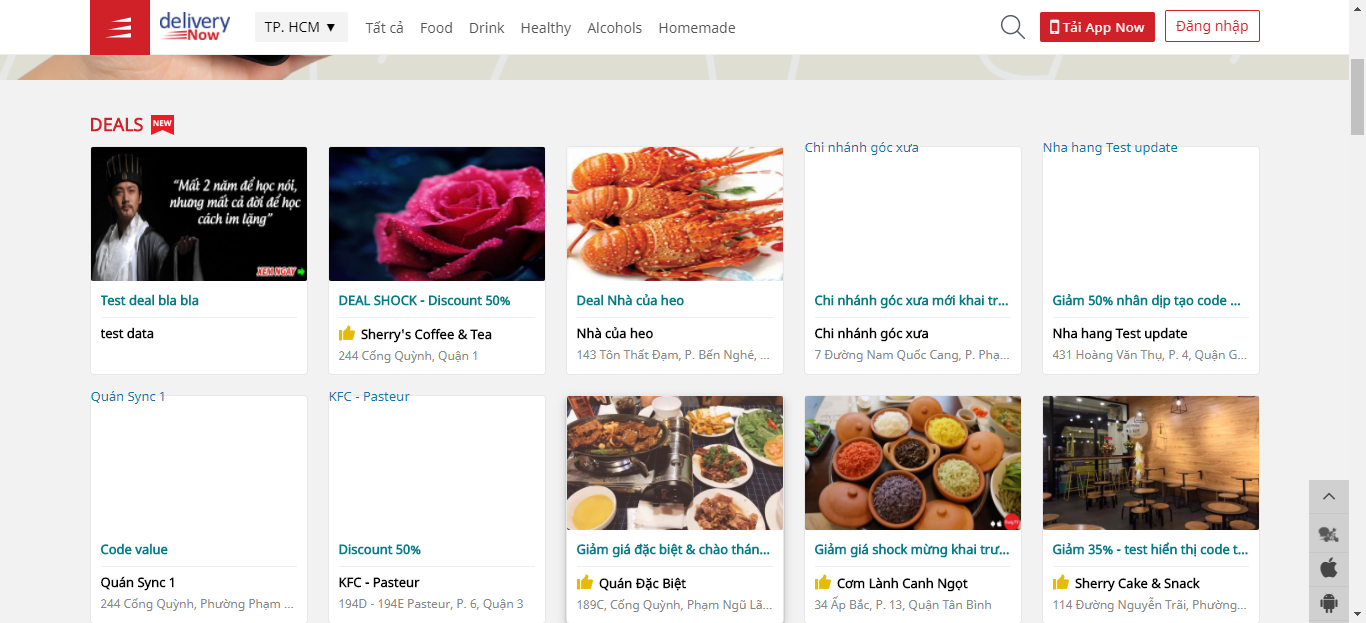 delivery
Now
TP. HCM ▼
Tất cả
Food
Drink
Healthy
Alcohols
Homemade
Tải App Now
Đăng nhập
DEALS
NEW
“Mất 2 năm để học nói,
nhưng mất cả đời để học
cách im lặng”
XEM NGAY
Test deal bla bla
test data
DEAL SHOCK - Discount 50%
Sherry's Coffee & Tea
244 Cống Quỳnh, Quận 1
Deal Nhà của heo
Nhà của heo
143 Tôn Thất Đạm, P. Bến Nghé, ...
Chi nhánh góc xưa
Chi nhánh góc xưa mới khai tr...
Chi nhánh góc xưa
7 Đường Nam Quốc Cang, P. Phạ...
Nha hang Test update
Giảm 50% nhân dịp tạo code ...
Nha hang Test update
431 Hoàng Văn Thụ, P. 4, Quận G...
Quán Sync 1
Code value
Quán Sync 1
244 Cống Quỳnh, Phường Phạm ...
KFC - Pasteur
Discount 50%
KFC - Pasteur
194D - 194E Pasteur, P. 6, Quận 3
Giảm giá đặc biệt & chào thán...
Quán Đặc Biệt
189C, Cống Quỳnh, Phạm Ngũ Lã...
Giảm giá shock mừng khai trư...
Cơm Lành Canh Ngọt
34 Ấp Bắc, P. 13, Quận Tân Bình
Giảm 35% - test hiển thị code t...
Sherry Cake & Snack
114 Đường Nguyễn Trãi, Phường...